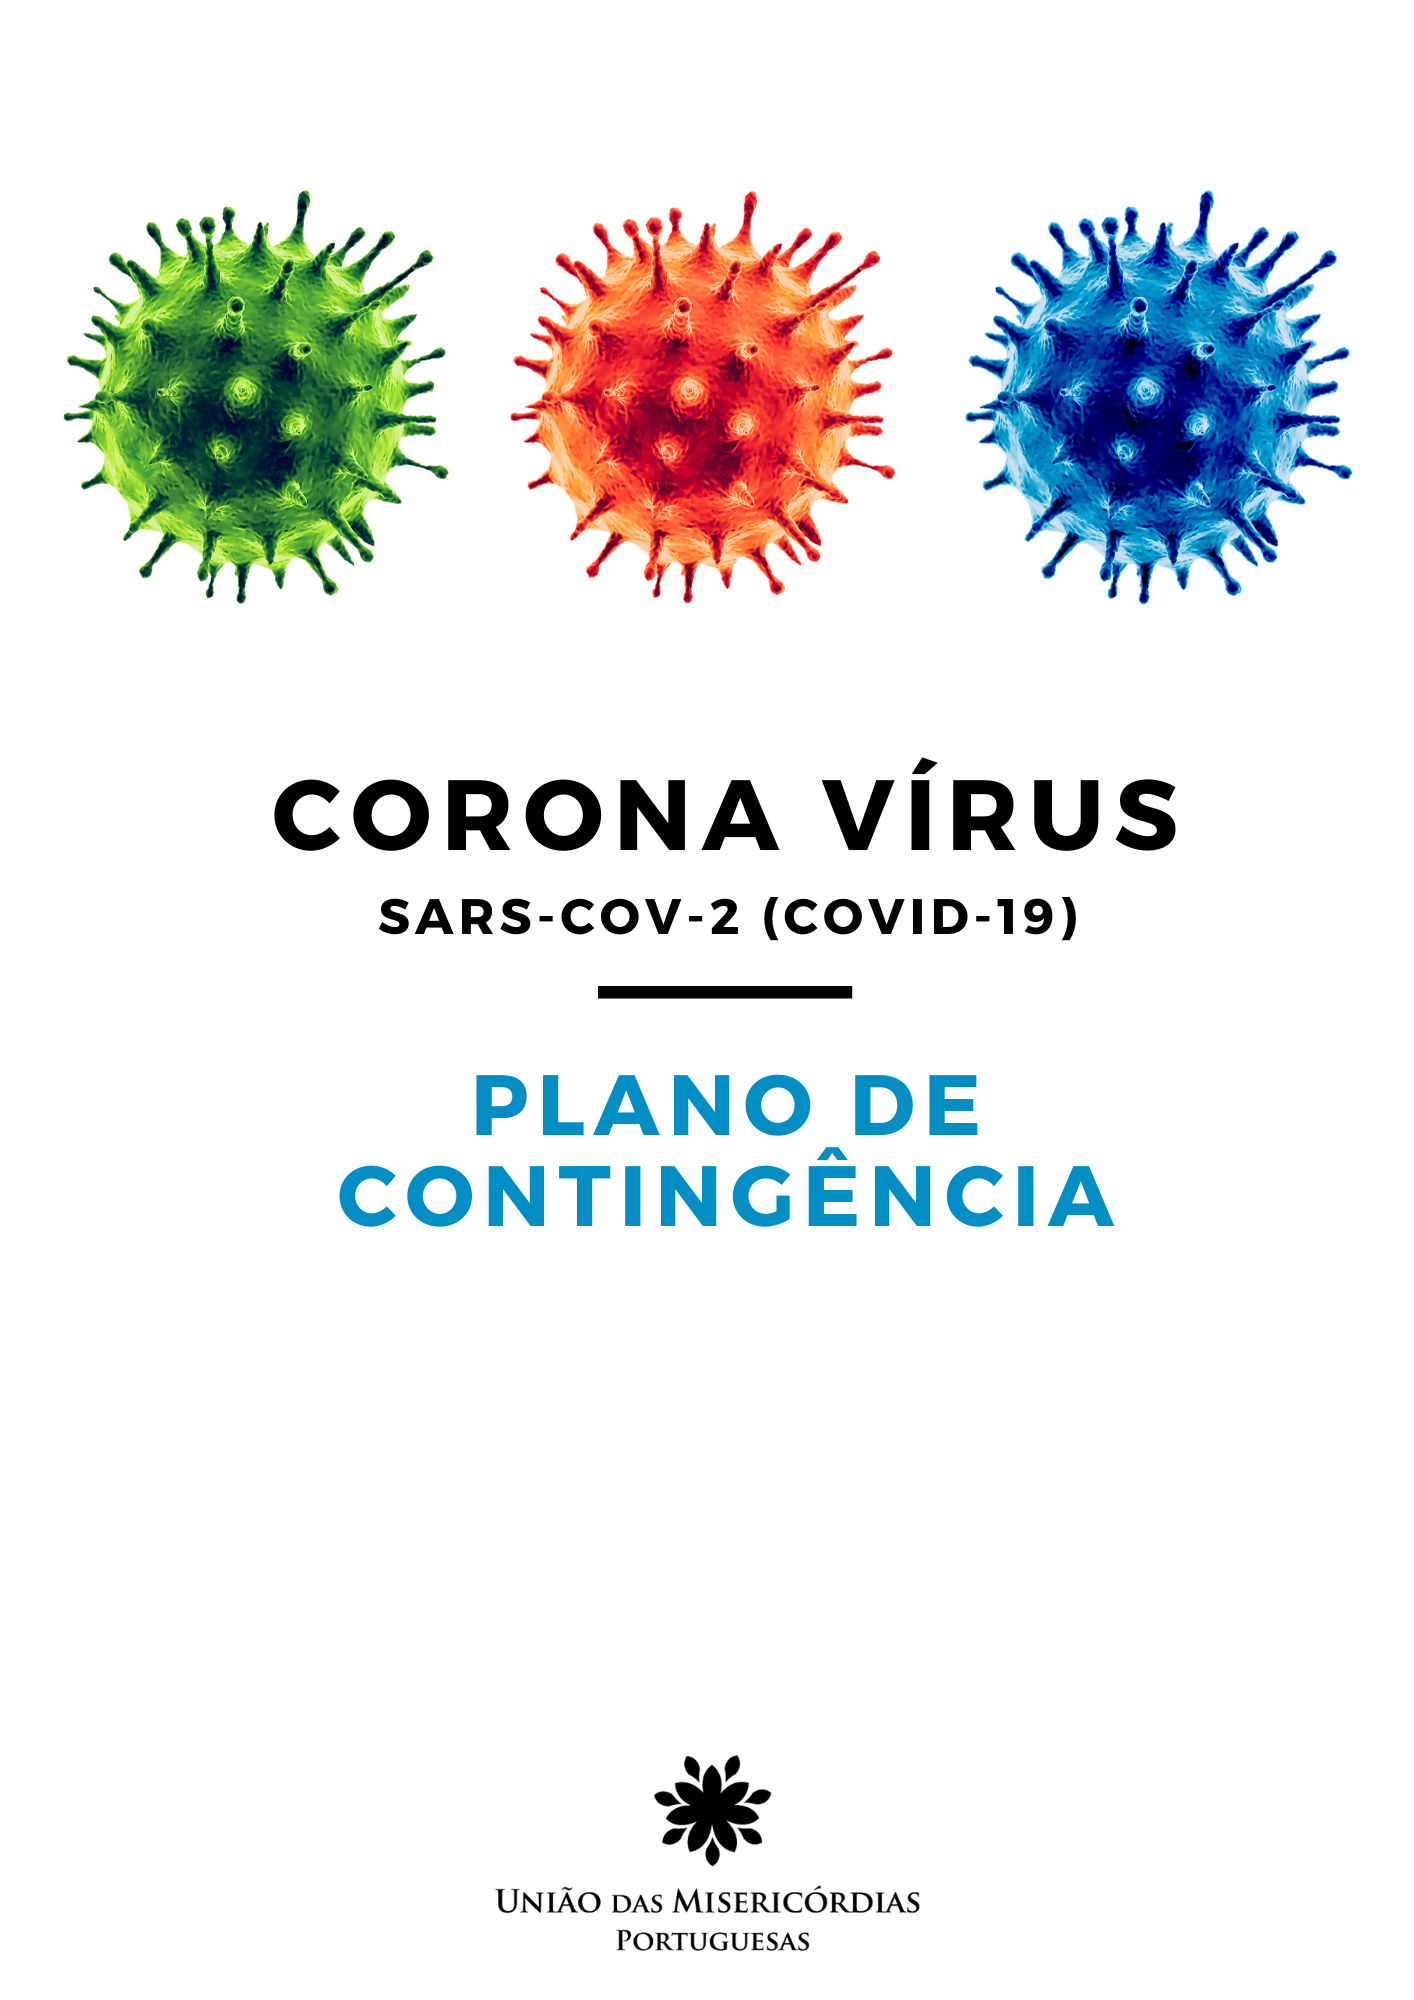 CORONA VÍRUS
SARS-COV-2 (COVID-19)
PLANO DE
CONTINGÊNCIA
UNIÃO DAS MISERICÓRDIAS
PORTUGUESAS